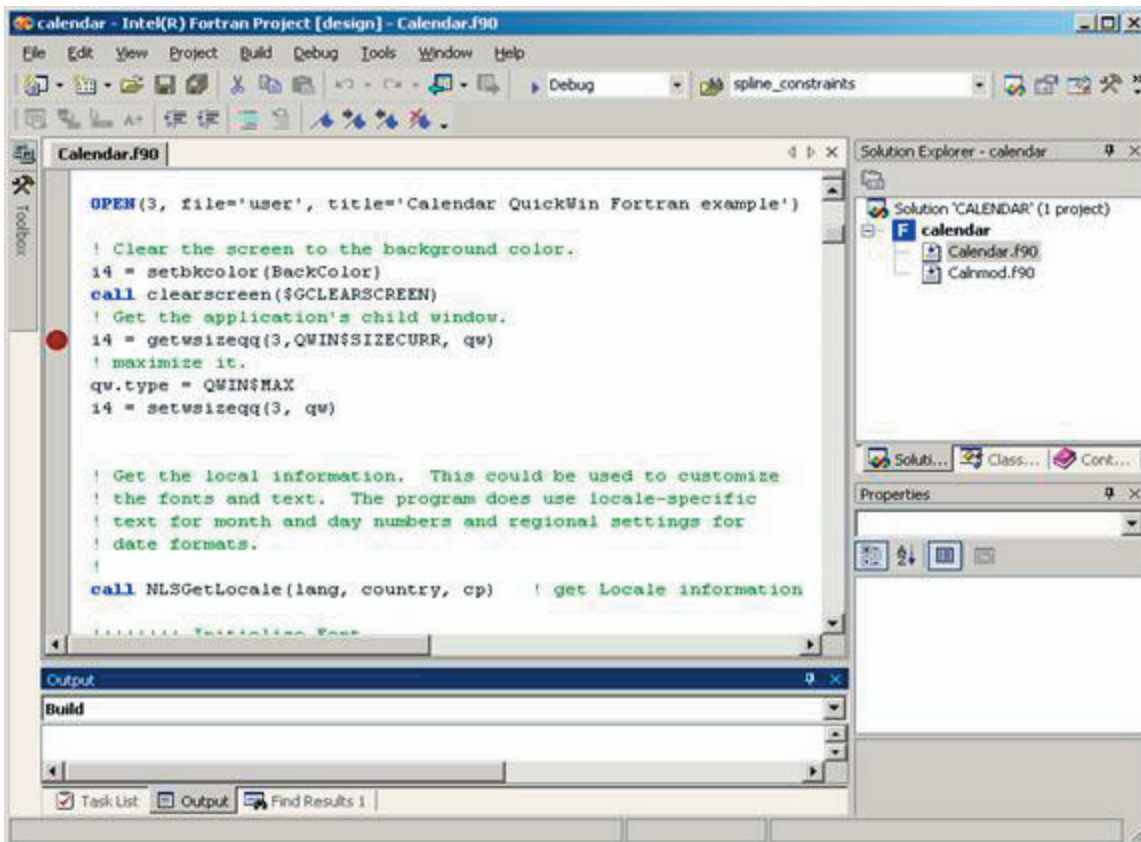 calendar - Intel(R) Fortran Project [design] - Calendar.f90
File Edit View Project Build Debug Tools Window Help
Debug spline_constraints
Toolbox
Calendar.f90
OPEN(3, file='user', title='Calendar QuickWin Fortran example')
! Clear the screen to the background color.
i4 = setbkcolor(BackColor)
call clearscreen($GCLEARSCREEN)
! Get the application's child window.
i4 = getwsizeqq(3,QWIN$SIZECURR, qw)
! maximize it.
qw.type = QWIN$MAX
i4 = setwsizeqq(3, qw)
! Get the local information.  This could be used to customize
! the fonts and text.  The program does use locale-specific
! text for month and day numbers and regional settings for
! date formats.
!
call NLSGetLocale(lang, country, cp)   ! get Locale information
!!!!!!!! Initialize Font
Solution Explorer - calendar
Solution 'CALENDAR' (1 project)
calendar
Calendar.f90
Calnmod.f90
Soluti... Class... Cont...
Properties
Output
Build
Task List Output Find Results 1